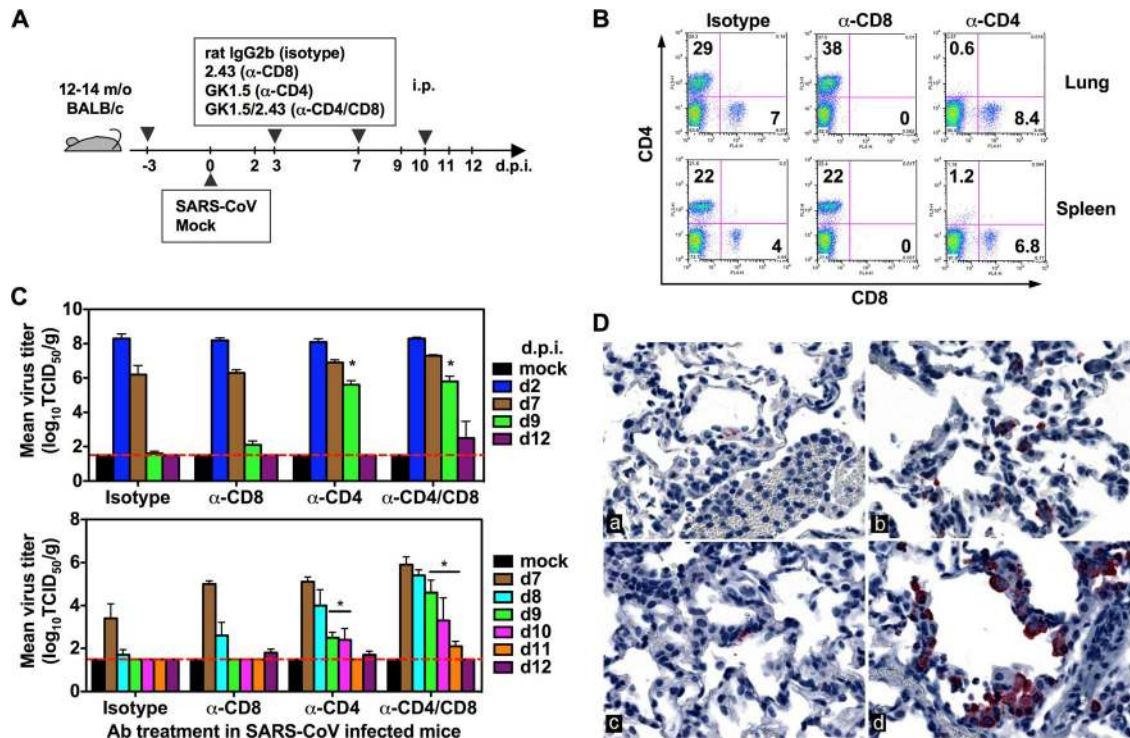 A
12-14 m/o
BALB/c
rat IgG2b (isotype)
2.43 (α-CD8)
GK1.5 (α-CD4)
GK1.5/2.43 (α-CD4/CD8)
i.p.
-3 0 2 3 7 9 10 11 12 d.p.i.
SARS-CoV
Mock
B
Isotype α-CD8 α-CD4
29 38 0.6
7 0 8.4
Lung
22 22 1.2
4 0 6.8
Spleen
CD4
CD8
C
Mean virus titer
(log10 TCID50/g)
10
8
6
4
2
0
* *
d.p.i.
mock
d2
d7
d9
d12
Isotype α-CD8 α-CD4 α-CD4/CD8
Mean virus titer
(log10 TCID50/g)
8
6
4
2
0
* *
mock
d7
d8
d9
d10
d11
d12
Isotype α-CD8 α-CD4 α-CD4/CD8
Ab treatment in SARS-CoV infected mice
D
a
b
c
d